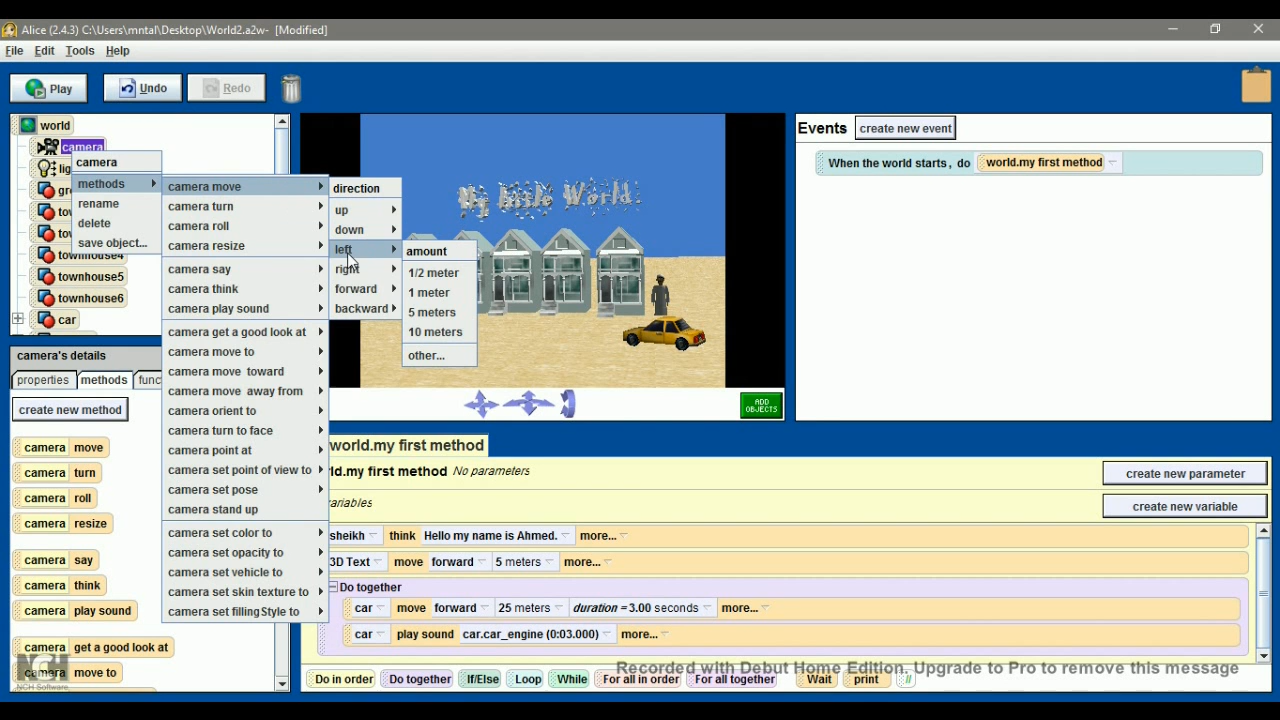 Alice (2.4.3) C:\Users\mntal\Desktop\World2.a2w- [Modified]
File Edit Tools Help
Play Undo Redo
world
camera
townhouse4
townhouse5
townhouse6
car
camera
methods
rename
delete
save object...
camera move
camera turn
camera roll
camera resize
camera say
camera think
camera play sound
camera get a good look at
camera move to
camera move toward
camera move away from
camera orient to
camera turn to face
camera point at
camera set point of view to
camera set pose
camera stand up
camera set color to
camera set opacity to
camera set vehicle to
camera set skin texture to
camera set fillingStyle to
direction
up
down
left
right
forward
backward
amount
1/2 meter
1 meter
5 meters
10 meters
other...
My Little World
ADD OBJECTS
Events create new event
When the world starts, do world.my first method
camera's details
properties methods func
create new method
camera move
camera turn
camera roll
camera resize
camera say
camera think
camera play sound
camera get a good look at
camera move to
NCH Software
world.my first method
rld.my first method No parameters
create new parameter
variables
create new variable
sheikh think Hello my name is Ahmed. more...
3D Text move forward 5 meters more...
Do together
car move forward 25 meters duration = 3.00 seconds more...
car play sound car.car_engine (0:03.000) more...
Do in order Do together If/Else Loop While For all in order For all together Wait print //
Recorded with Debut Home Edition. Upgrade to Pro to remove this message